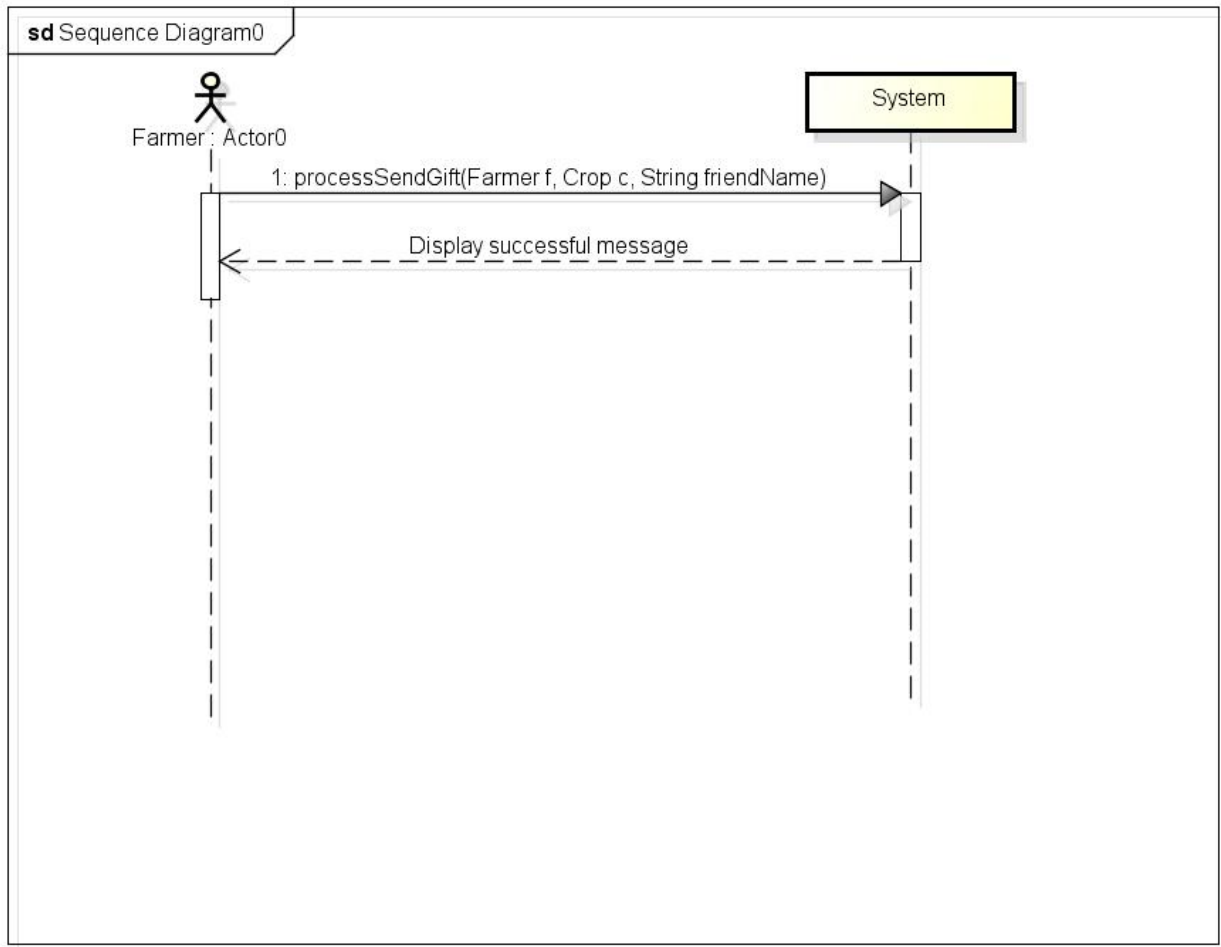 sd Sequence Diagram0
System
Farmer : Actor0
1: processSendGift(Farmer f, Crop c, String friendName)
Display successful message